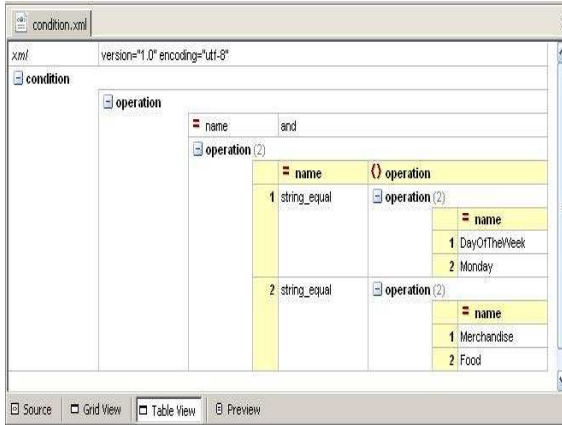 condition.xml
xml version="1.0" encoding="utf-8"
condition
operation
= name and
operation (2)
= name {} operation
1 string_equal operation (2)
= name
1 DayOfTheWeek
2 Monday
2 string_equal operation (2)
= name
1 Merchandise
2 Food
Source Grid View Table View Preview